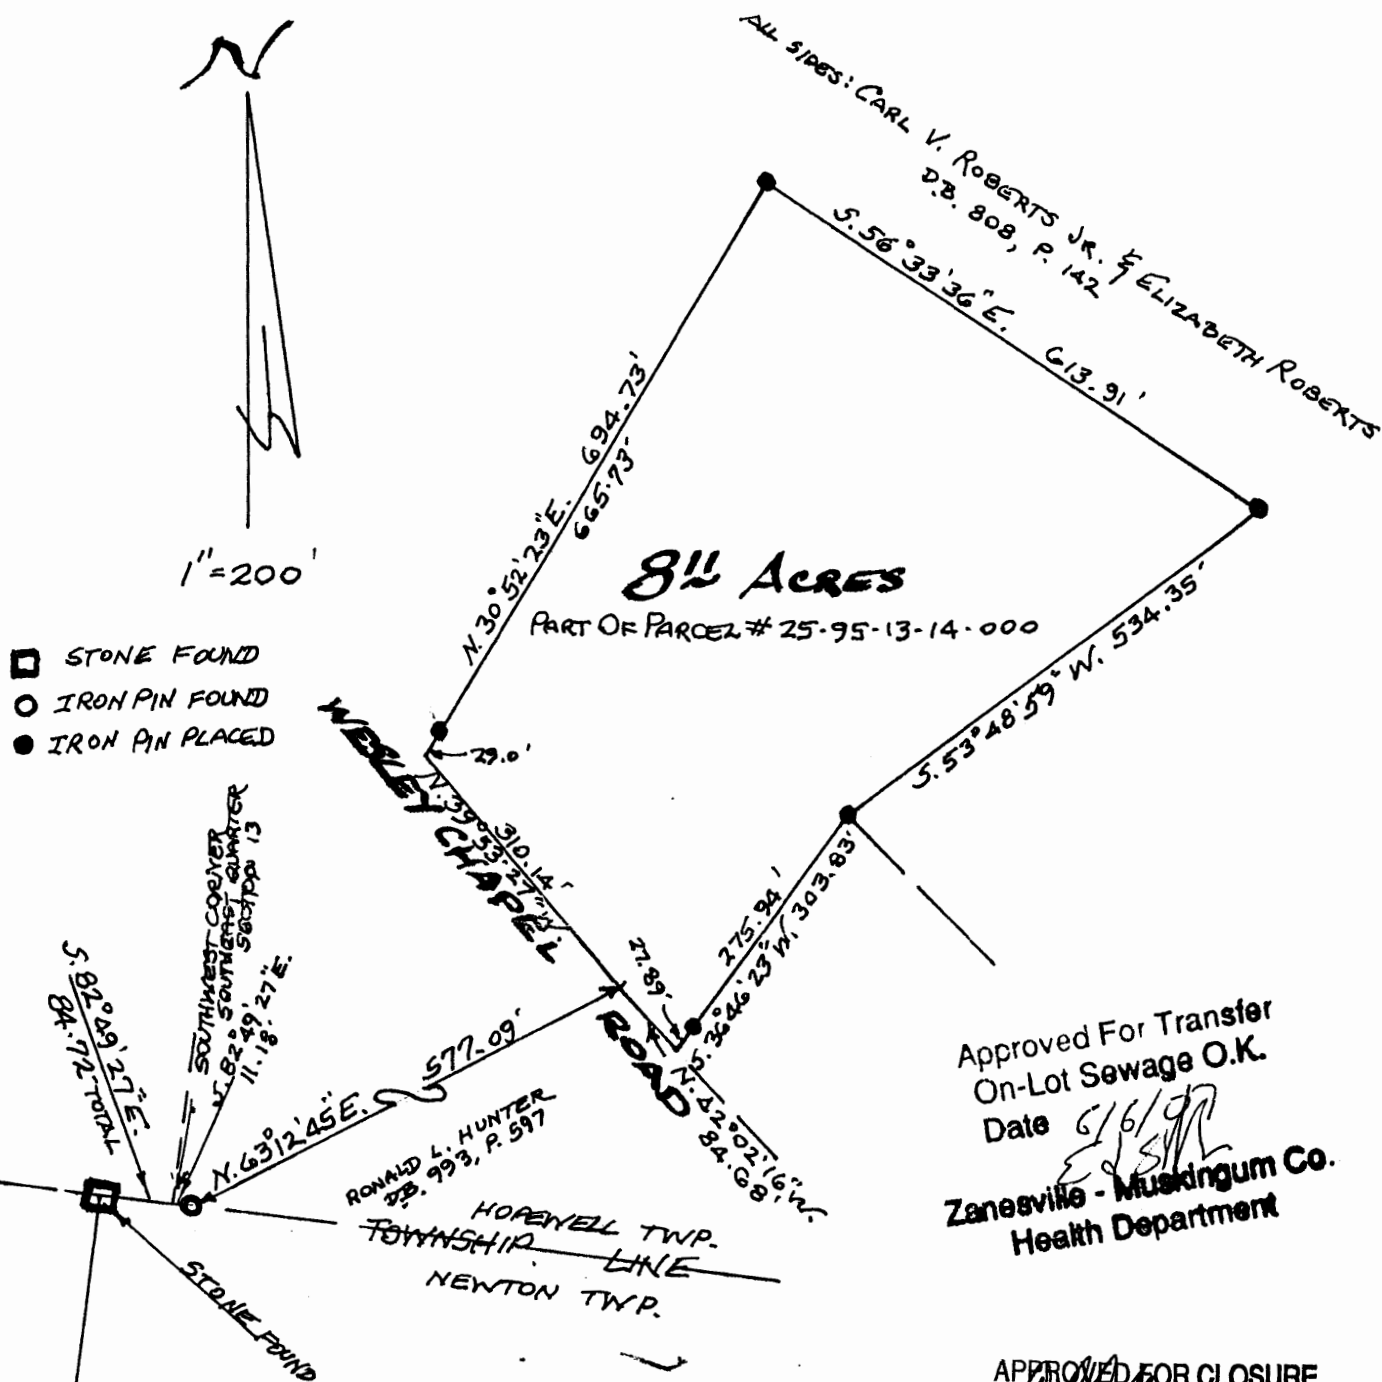 N
ALL SIDES: CARL V. ROBERTS JR. & ELIZABETH ROBERTS
D.B. 808, P. 142
S. 56° 33' 36" E. 613.91'
N. 30° 52' 23" E. 694.73'
665.73'
1" = 200'
8 11 ACRES
PART OF PARCEL # 25-95-13-14-000
STONE FOUND
IRON PIN FOUND
IRON PIN PLACED
S. 53° 48' 59" W. 534.35'
29.0'
WESLEY CHAPEL ROAD
N. 39° 53' 27" W.
310.14'
275.94'
S. 36° 46' 23" W. 303.83'
27.89'
N. 42° 02' 16" W.
84.68'
SOUTHWEST CORNER
SOUTHEAST QUARTER
SECTION 13
S. 82° 49' 27" E.
11.18'
S. 82° 49' 27" E.
84.72' TOTAL
N. 63° 12' 45" E. 577.09'
RONALD L. HUNTER
D.B. 993, P. 597
HOPEWELL TWP.
TOWNSHIP LINE
NEWTON TWP.
STONE FOUND
Approved For Transfer
On-Lot Sewage O.K.
Date
Zanesville - Muskingum Co.
Health Department
APPROVED FOR CLOSURE